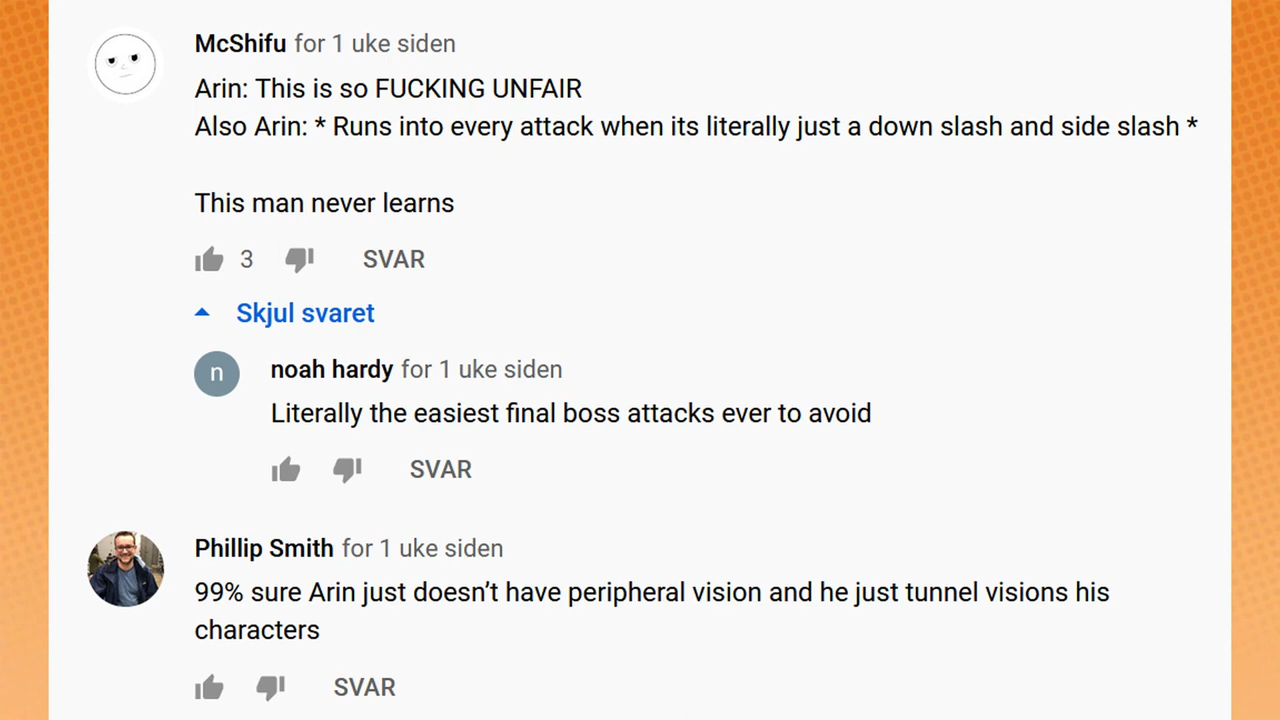 McShifu for 1 uke siden
Arin: This is so FUCKING UNFAIR
Also Arin: * Runs into every attack when its literally just a down slash and side slash *
This man never learns
3 SVAR
Skjul svaret
n noah hardy for 1 uke siden
Literally the easiest final boss attacks ever to avoid
SVAR
Phillip Smith for 1 uke siden
99% sure Arin just doesn’t have peripheral vision and he just tunnel visions his
characters
SVAR